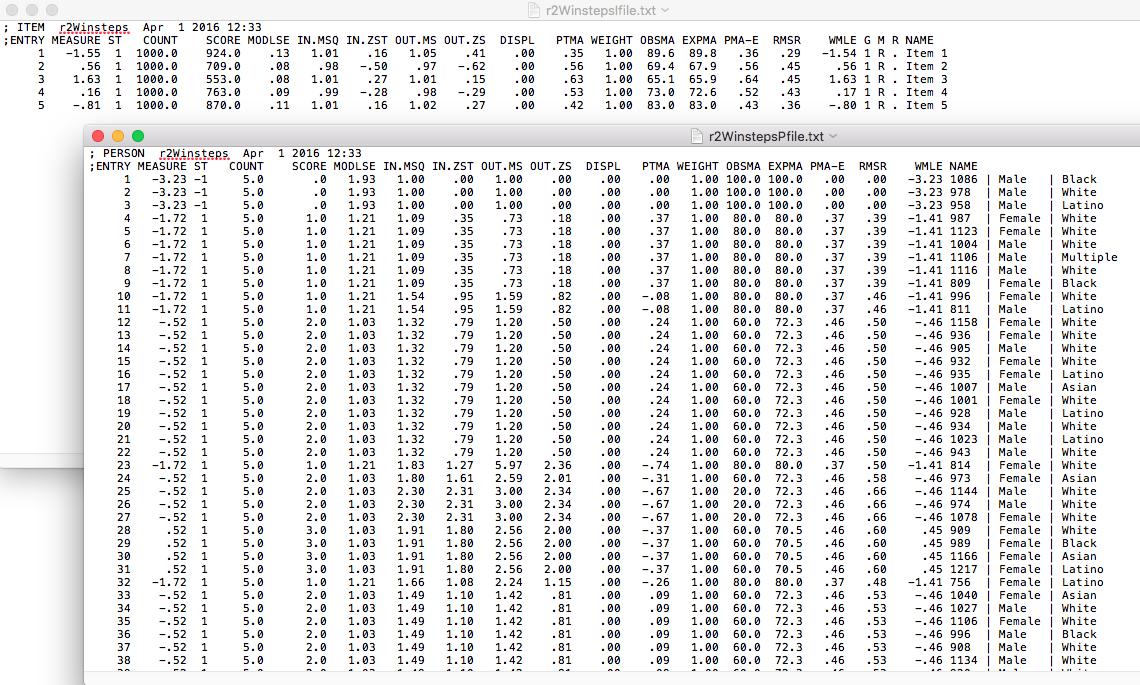 r2WinstepsIfile.txt
; ITEM r2Winsteps Apr 1 2016 12:33
;ENTRY MEASURE ST COUNT SCORE MODLSE IN.MSQ IN.ZST OUT.MS OUT.ZS DISPL PTMA WEIGHT OBSMA EXPMA PMA-E RMSR WMLE G M R NAME
1 -1.55 1 1000.0 924.0 .13 1.01 .16 1.05 .41 .00 .35 1.00 89.6 89.8 .36 .29 -1.54 1 R . Item 1
2 .56 1 1000.0 709.0 .08 .98 -.50 .97 -.62 .00 .56 1.00 69.4 67.9 .56 .45 .56 1 R . Item 2
3 1.63 1 1000.0 553.0 .08 1.01 .27 1.01 .15 .00 .63 1.00 65.1 65.9 .64 .45 1.63 1 R . Item 3
4 .16 1 1000.0 763.0 .09 .99 -.28 .98 -.29 .00 .53 1.00 73.0 72.6 .52 .43 .17 1 R . Item 4
5 -.81 1 1000.0 870.0 .11 1.01 .16 1.02 .27 .00 .42 1.00 83.0 83.0 .43 .36 -.80 1 R . Item 5
r2WinstepsPfile.txt
; PERSON r2Winsteps Apr 1 2016 12:33
;ENTRY MEASURE ST COUNT SCORE MODLSE IN.MSQ IN.ZST OUT.MS OUT.ZS DISPL PTMA WEIGHT OBSMA EXPMA PMA-E RMSR WMLE NAME
1 -3.23 -1 5.0 .0 1.93 1.00 .00 1.00 .00 .00 .00 1.00 100.0 100.0 .00 .00 -3.23 1086 | Male | Black
2 -3.23 -1 5.0 .0 1.93 1.00 .00 1.00 .00 .00 .00 1.00 100.0 100.0 .00 .00 -3.23 978 | Male | White
3 -3.23 -1 5.0 .0 1.93 1.00 .00 1.00 .00 .00 .00 1.00 100.0 100.0 .00 .00 -3.23 958 | Male | Latino
4 -1.72 1 5.0 1.0 1.21 1.09 .35 .73 .18 .00 .37 1.00 80.0 80.0 .37 .39 -1.41 987 | Female | White
5 -1.72 1 5.0 1.0 1.21 1.09 .35 .73 .18 .00 .37 1.00 80.0 80.0 .37 .39 -1.41 1123 | Female | White
6 -1.72 1 5.0 1.0 1.21 1.09 .35 .73 .18 .00 .37 1.00 80.0 80.0 .37 .39 -1.41 1004 | Male | White
7 -1.72 1 5.0 1.0 1.21 1.09 .35 .73 .18 .00 .37 1.00 80.0 80.0 .37 .39 -1.41 1106 | Male | Multiple
8 -1.72 1 5.0 1.0 1.21 1.09 .35 .73 .18 .00 .37 1.00 80.0 80.0 .37 .39 -1.41 1116 | Male | White
9 -1.72 1 5.0 1.0 1.21 1.09 .35 .73 .18 .00 .37 1.00 80.0 80.0 .37 .39 -1.41 809 | Female | Black
10 -1.72 1 5.0 1.0 1.21 1.54 .95 1.59 .82 .00 -.08 1.00 80.0 80.0 .37 .46 -1.41 996 | Female | White
11 -1.72 1 5.0 1.0 1.21 1.54 .95 1.59 .82 .00 -.08 1.00 80.0 80.0 .37 .46 -1.41 811 | Male | Latino
12 -.52 1 5.0 2.0 1.03 1.32 .79 1.20 .50 .00 .24 1.00 60.0 72.3 .46 .50 -.46 1158 | Female | White
13 -.52 1 5.0 2.0 1.03 1.32 .79 1.20 .50 .00 .24 1.00 60.0 72.3 .46 .50 -.46 936 | Female | White
14 -.52 1 5.0 2.0 1.03 1.32 .79 1.20 .50 .00 .24 1.00 60.0 72.3 .46 .50 -.46 905 | Male | White
15 -.52 1 5.0 2.0 1.03 1.32 .79 1.20 .50 .00 .24 1.00 60.0 72.3 .46 .50 -.46 932 | Female | White
16 -.52 1 5.0 2.0 1.03 1.32 .79 1.20 .50 .00 .24 1.00 60.0 72.3 .46 .50 -.46 935 | Female | Latino
17 -.52 1 5.0 2.0 1.03 1.32 .79 1.20 .50 .00 .24 1.00 60.0 72.3 .46 .50 -.46 1007 | Male | Asian
18 -.52 1 5.0 2.0 1.03 1.32 .79 1.20 .50 .00 .24 1.00 60.0 72.3 .46 .50 -.46 1001 | Female | White
19 -.52 1 5.0 2.0 1.03 1.32 .79 1.20 .50 .00 .24 1.00 60.0 72.3 .46 .50 -.46 928 | Male | Latino
20 -.52 1 5.0 2.0 1.03 1.32 .79 1.20 .50 .00 .24 1.00 60.0 72.3 .46 .50 -.46 934 | Male | White
21 -.52 1 5.0 2.0 1.03 1.32 .79 1.20 .50 .00 .24 1.00 60.0 72.3 .46 .50 -.46 1023 | Male | Latino
22 -.52 1 5.0 2.0 1.03 1.32 .79 1.20 .50 .00 .24 1.00 60.0 72.3 .46 .50 -.46 943 | Male | White
23 -1.72 1 5.0 1.0 1.21 1.83 1.27 5.97 2.36 .00 -.74 1.00 80.0 80.0 .37 .50 -1.41 814 | Female | White
24 -.52 1 5.0 2.0 1.03 1.80 1.61 2.59 2.01 .00 -.31 1.00 60.0 72.3 .46 .58 -.46 973 | Female | Asian
25 -.52 1 5.0 2.0 1.03 2.30 2.31 3.00 2.34 .00 -.67 1.00 20.0 72.3 .46 .66 -.46 1144 | Male | White
26 -.52 1 5.0 2.0 1.03 2.30 2.31 3.00 2.34 .00 -.67 1.00 20.0 72.3 .46 .66 -.46 974 | Male | White
27 -.52 1 5.0 2.0 1.03 2.30 2.31 3.00 2.34 .00 -.67 1.00 20.0 72.3 .46 .66 -.46 1078 | Female | White
28 .52 1 5.0 3.0 1.03 1.91 1.80 2.56 2.00 .00 -.37 1.00 60.0 70.5 .46 .60 .45 909 | Female | White
29 .52 1 5.0 3.0 1.03 1.91 1.80 2.56 2.00 .00 -.37 1.00 60.0 70.5 .46 .60 .45 989 | Female | Black
30 .52 1 5.0 3.0 1.03 1.91 1.80 2.56 2.00 .00 -.37 1.00 60.0 70.5 .46 .60 .45 1166 | Female | Asian
31 .52 1 5.0 3.0 1.03 1.91 1.80 2.56 2.00 .00 -.37 1.00 60.0 70.5 .46 .60 .45 1217 | Female | Latino
32 -1.72 1 5.0 1.0 1.21 1.66 1.08 2.24 1.15 .00 -.26 1.00 80.0 80.0 .37 .48 -1.41 756 | Female | Latino
33 -.52 1 5.0 2.0 1.03 1.49 1.10 1.42 .81 .00 .09 1.00 60.0 72.3 .46 .53 -.46 1040 | Female | Asian
34 -.52 1 5.0 2.0 1.03 1.49 1.10 1.42 .81 .00 .09 1.00 60.0 72.3 .46 .53 -.46 1027 | Male | White
35 -.52 1 5.0 2.0 1.03 1.49 1.10 1.42 .81 .00 .09 1.00 60.0 72.3 .46 .53 -.46 1106 | Female | White
36 -.52 1 5.0 2.0 1.03 1.49 1.10 1.42 .81 .00 .09 1.00 60.0 72.3 .46 .53 -.46 996 | Male | Black
37 -.52 1 5.0 2.0 1.03 1.49 1.10 1.42 .81 .00 .09 1.00 60.0 72.3 .46 .53 -.46 908 | Male | White
38 -.52 1 5.0 2.0 1.03 1.49 1.10 1.42 .81 .00 .09 1.00 60.0 72.3 .46 .53 -.46 1134 | Male | White